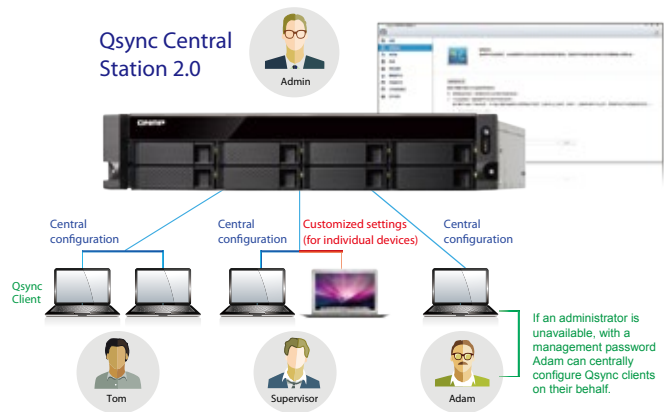 Qsync Central
Station 2.0
Admin
QNAP
Central
configuration
Central
configuration
Customized settings
(for individual devices)
Central
configuration
Qsync
Client
If an administrator is
unavailable, with a
management password
Adam can centrally
configure Qsync clients
on their behalf.
Tom
Supervisor
Adam